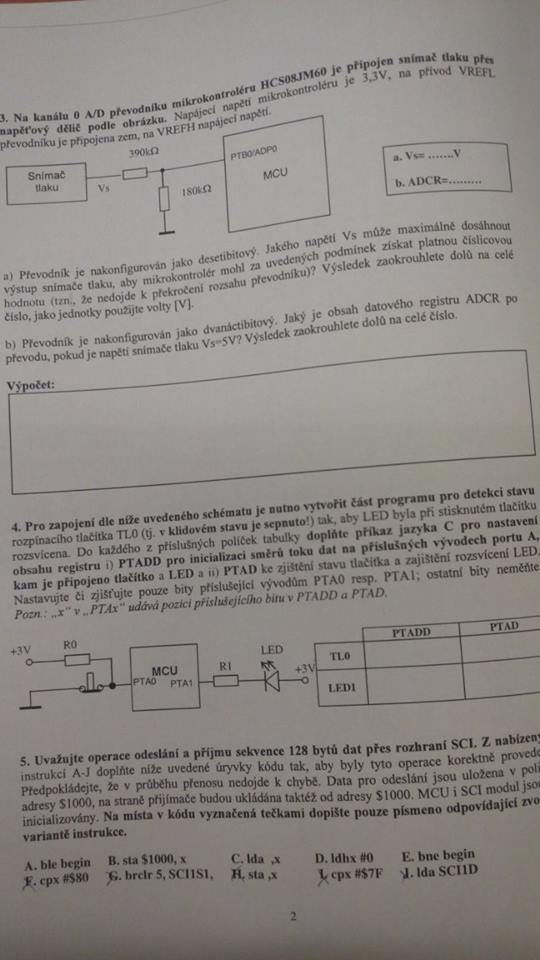 3. Na kanálu 0 A/D převodníku mikrokontroléru HCS08JM60 je připojen snímač tlaku přes
napěťový dělič podle obrázku. Napájecí napětí mikrokontroléru je 3,3V, na přívod VREFL
převodníku je připojena zem, na VREFH napájecí napětí.
390kΩ
Snímač
tlaku
Vs
180kΩ
PTB0/ADP0
MCU
a. Vs= .......V
b. ADCR=.........
a) Převodník je nakonfigurován jako desetibitový. Jakého napětí Vs může maximálně dosáhnout
výstup snímače tlaku, aby mikrokontrolér mohl za uvedených podmínek získat platnou číslicovou
hodnotu (tzn., že nedojde k překročení rozsahu převodníku)? Výsledek zaokrouhlete dolů na celé
číslo, jako jednotky použijte volty [V].
b) Převodník je nakonfigurován jako dvanáctibitový. Jaký je obsah datového registru ADCR po
převodu, pokud je napětí snímače tlaku Vs=5V? Výsledek zaokrouhlete dolů na celé číslo.
Výpočet:
4. Pro zapojení dle níže uvedeného schématu je nutno vytvořit část programu pro detekci stavu
rozpínacího tlačítka TL0 (tj. v klidovém stavu je sepnuto!) tak, aby LED byla při stisknutém tlačítku
rozsvícena. Do každého z příslušných políček tabulky doplňte příkaz jazyka C pro nastavení
obsahu registru i) PTADD pro inicializaci směrů toku dat na příslušných vývodech portu A,
kam je připojeno tlačítko a LED a ii) PTAD ke zjištění stavu tlačítka a zajištění rozsvícení LED.
Nastavujte či zjišťujte pouze bity příslušející vývodům PTA0 resp. PTA1; ostatní bity neměňte
Pozn.: „x" v „PTAx" udává pozici příslušejícího bitu v PTADD a PTAD.
+3V
R0
MCU
PTA0 PTA1
R1
LED
+3V
PTADD PTAD
TL0
LED1
5. Uvažujte operace odeslání a příjmu sekvence 128 bytů dat přes rozhraní SCI. Z nabízený
instrukcí A-J doplňte níže uvedené úryvky kódu tak, aby byly tyto operace korektně provede
Předpokládejte, že v průběhu přenosu nedojde k chybě. Data pro odeslání jsou uložena v poli
adresy $1000, na straně přijímače budou ukládána taktéž od adresy $1000. MCU i SCI modul jsou
inicializovány. Na místa v kódu vyznačená tečkami dopište pouze písmeno odpovídající zvo
variantě instrukce.
A. ble begin B. sta $1000, x C. lda ,x D. ldhx #0 E. bne begin
F. cpx #$80 G. brclr 5, SCI1S1, H. sta ,x I. cpx #$7F J. lda SCI1D
2